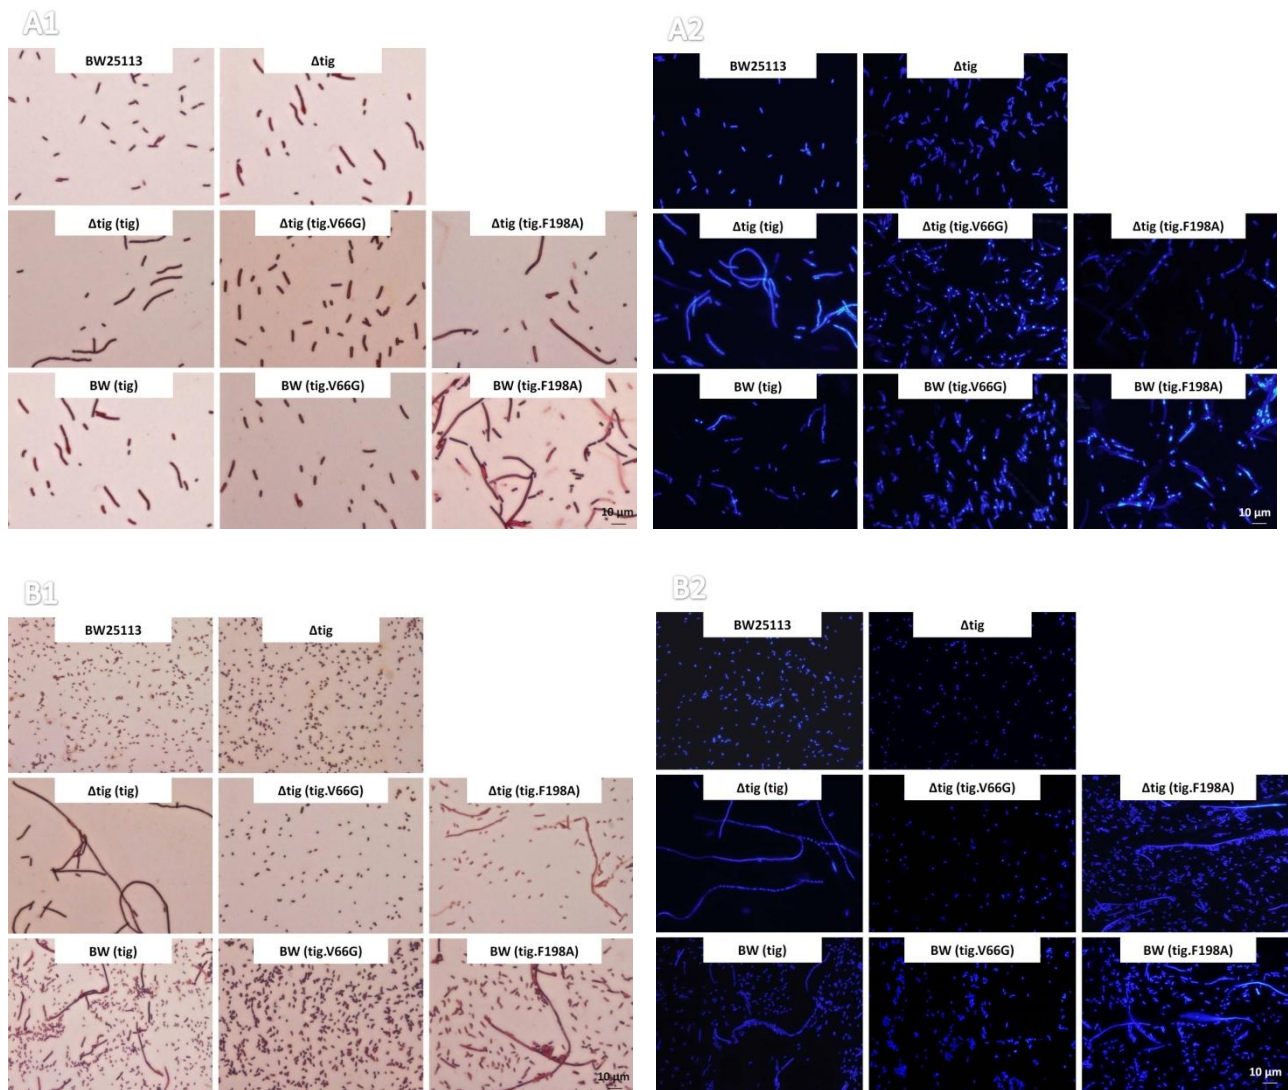 A1
BW25113
Δtig
Δtig (tig)
Δtig (tig.V66G)
Δtig (tig.F198A)
BW (tig)
BW (tig.V66G)
BW (tig.F198A)
10 μm
A2
BW25113
Δtig
Δtig (tig)
Δtig (tig.V66G)
Δtig (tig.F198A)
BW (tig)
BW (tig.V66G)
BW (tig.F198A)
10 μm
B1
BW25113
Δtig
Δtig (tig)
Δtig (tig.V66G)
Δtig (tig.F198A)
BW (tig)
BW (tig.V66G)
BW (tig.F198A)
10 μm
B2
BW25113
Δtig
Δtig (tig)
Δtig (tig.V66G)
Δtig (tig.F198A)
BW (tig)
BW (tig.V66G)
BW (tig.F198A)
10 μm